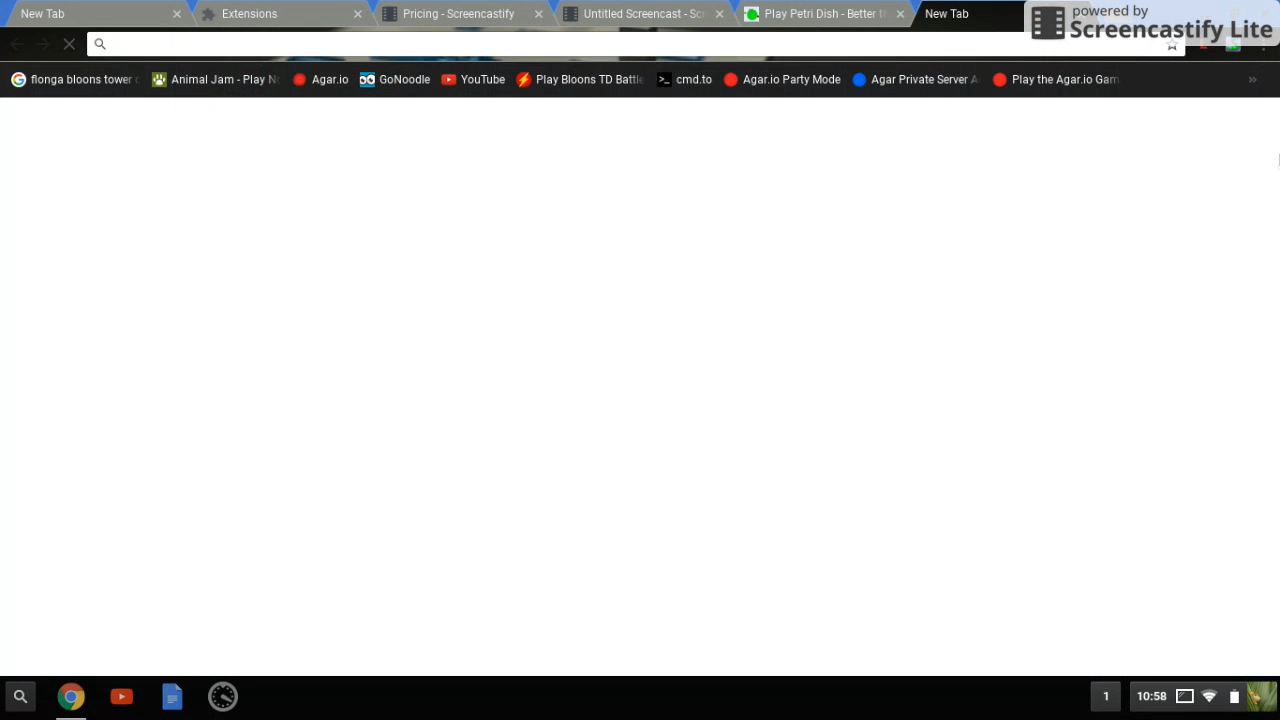 New Tab
Extensions
Pricing - Screencastify
Untitled Screencast - Scr
Play Petri Dish - Better th
New Tab
powered by
Screencastify Lite
flonga bloons tower
Animal Jam - Play N
Agar.io
GoNoodle
YouTube
Play Bloons TD Battle
cmd.to
Agar.io Party Mode
Agar Private Server A
Play the Agar.io Gam
1
10:58